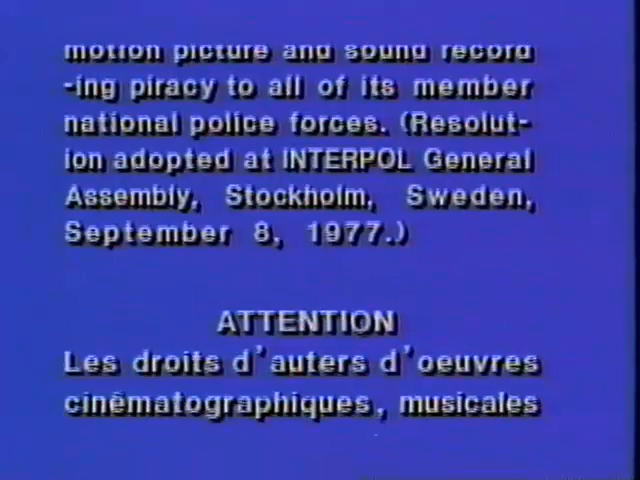 motion picture and sound record
-ing piracy to all of its member
national police forces. (Resolut-
ion adopted at INTERPOL General
Assembly, Stockholm, Sweden,
September 8, 1977.)
ATTENTION
Les droits d'auters d'oeuvres
cinêmatographiques, musicales